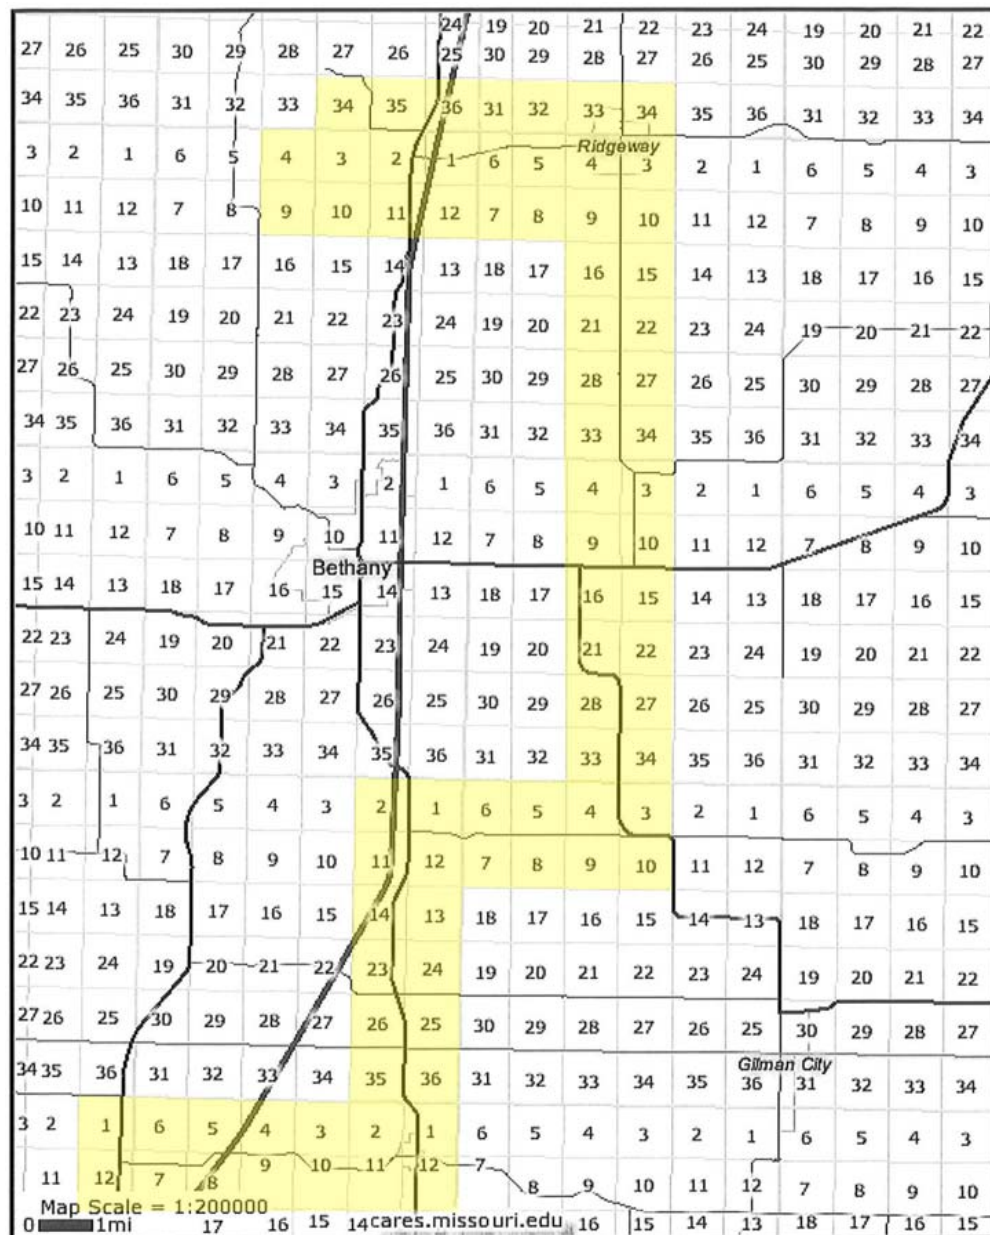 24 19 20 21 22 23 24 19 20 21 22
27 26 25 30 29 28 27 26 25 30 29 28 27 26 25 30 29 28 27
34 35 36 31 32 33 34 35 36 31 32 33 34 35 36 31 32 33 34
Ridgeway
3 2 1 6 5 4 3 2 1 6 5 4 3 2 1 6 5 4 3
10 11 12 7 8 9 10 11 12 7 8 9 10 11 12 7 8 9 10
15 14 13 18 17 16 15 14 13 18 17 16 15 14 13 18 17 16 15
22 23 24 19 20 21 22 23 24 19 20 21 22 23 24 19 20 21 22
27 26 25 30 29 28 27 26 25 30 29 28 27 26 25 30 29 28 27
34 35 36 31 32 33 34 35 36 31 32 33 34 35 36 31 32 33 34
3 2 1 6 5 4 3 2 1 6 5 4 3 2 1 6 5 4 3
10 11 12 7 8 9 10 11 12 7 8 9 10 11 12 7 8 9 10
Bethany
15 14 13 18 17 16 15 14 13 18 17 16 15 14 13 18 17 16 15
22 23 24 19 20 21 22 23 24 19 20 21 22 23 24 19 20 21 22
27 26 25 30 29 28 27 26 25 30 29 28 27 26 25 30 29 28 27
34 35 36 31 32 33 34 35 36 31 32 33 34 35 36 31 32 33 34
3 2 1 6 5 4 3 2 1 6 5 4 3 2 1 6 5 4 3
10 11 12 7 8 9 10 11 12 7 8 9 10 11 12 7 8 9 10
15 14 13 18 17 16 15 14 13 18 17 16 15 14 13 18 17 16 15
22 23 24 19 20 21 22 23 24 19 20 21 22 23 24 19 20 21 22
27 26 25 30 29 28 27 26 25 30 29 28 27 26 25 30 29 28 27
Gilman City
34 35 36 31 32 33 34 35 36 31 32 33 34 35 36 31 32 33 34
3 2 1 6 5 4 3 2 1 6 5 4 3 2 1 6 5 4 3
11 12 7 8 9 10 11 12 7 8 9 10 11 12 7 8 9 10
Map Scale = 1:200000
0 1mi 17 16 15 14 cares.missouri.edu 16 15 14 13 18 17 16 15